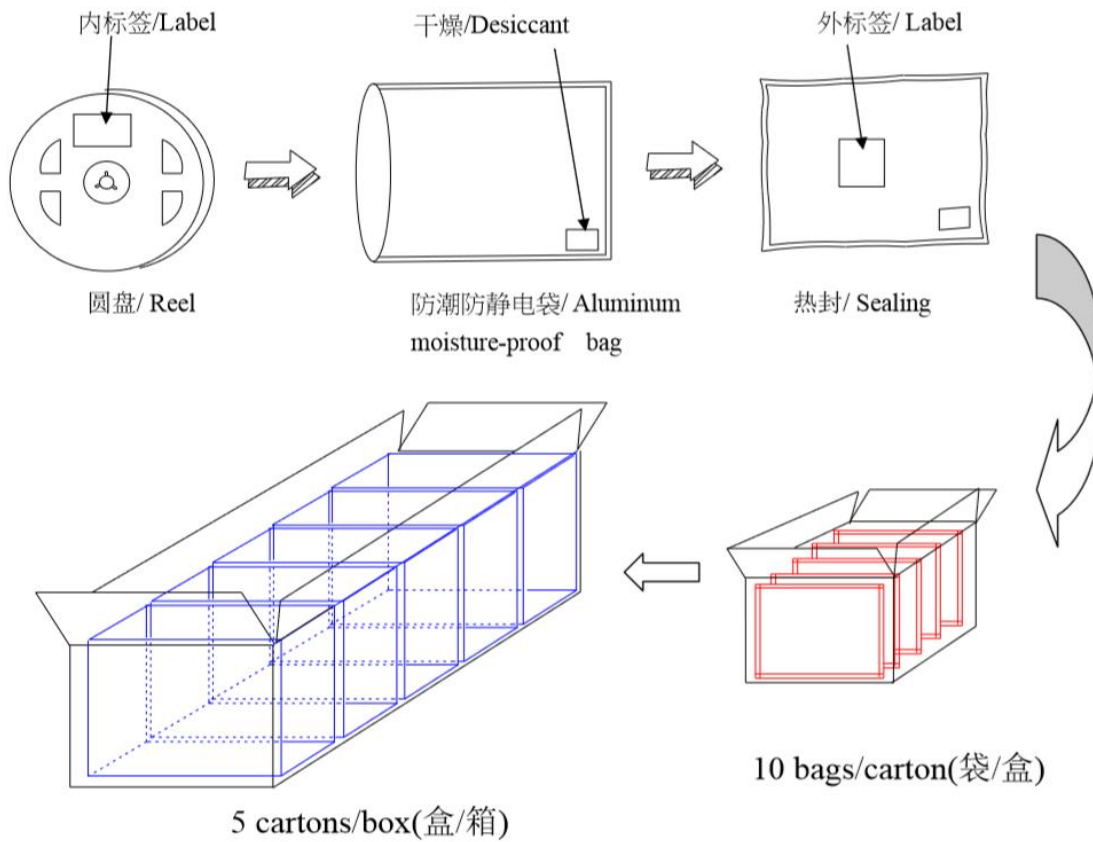 内标签/Label
干燥/Desiccant
外标签/ Label
圆盘/ Reel
防潮防静电袋/ Aluminum
moisture-proof bag
热封/ Sealing
10 bags/carton(袋/盒)
5 cartons/box(盒/箱)